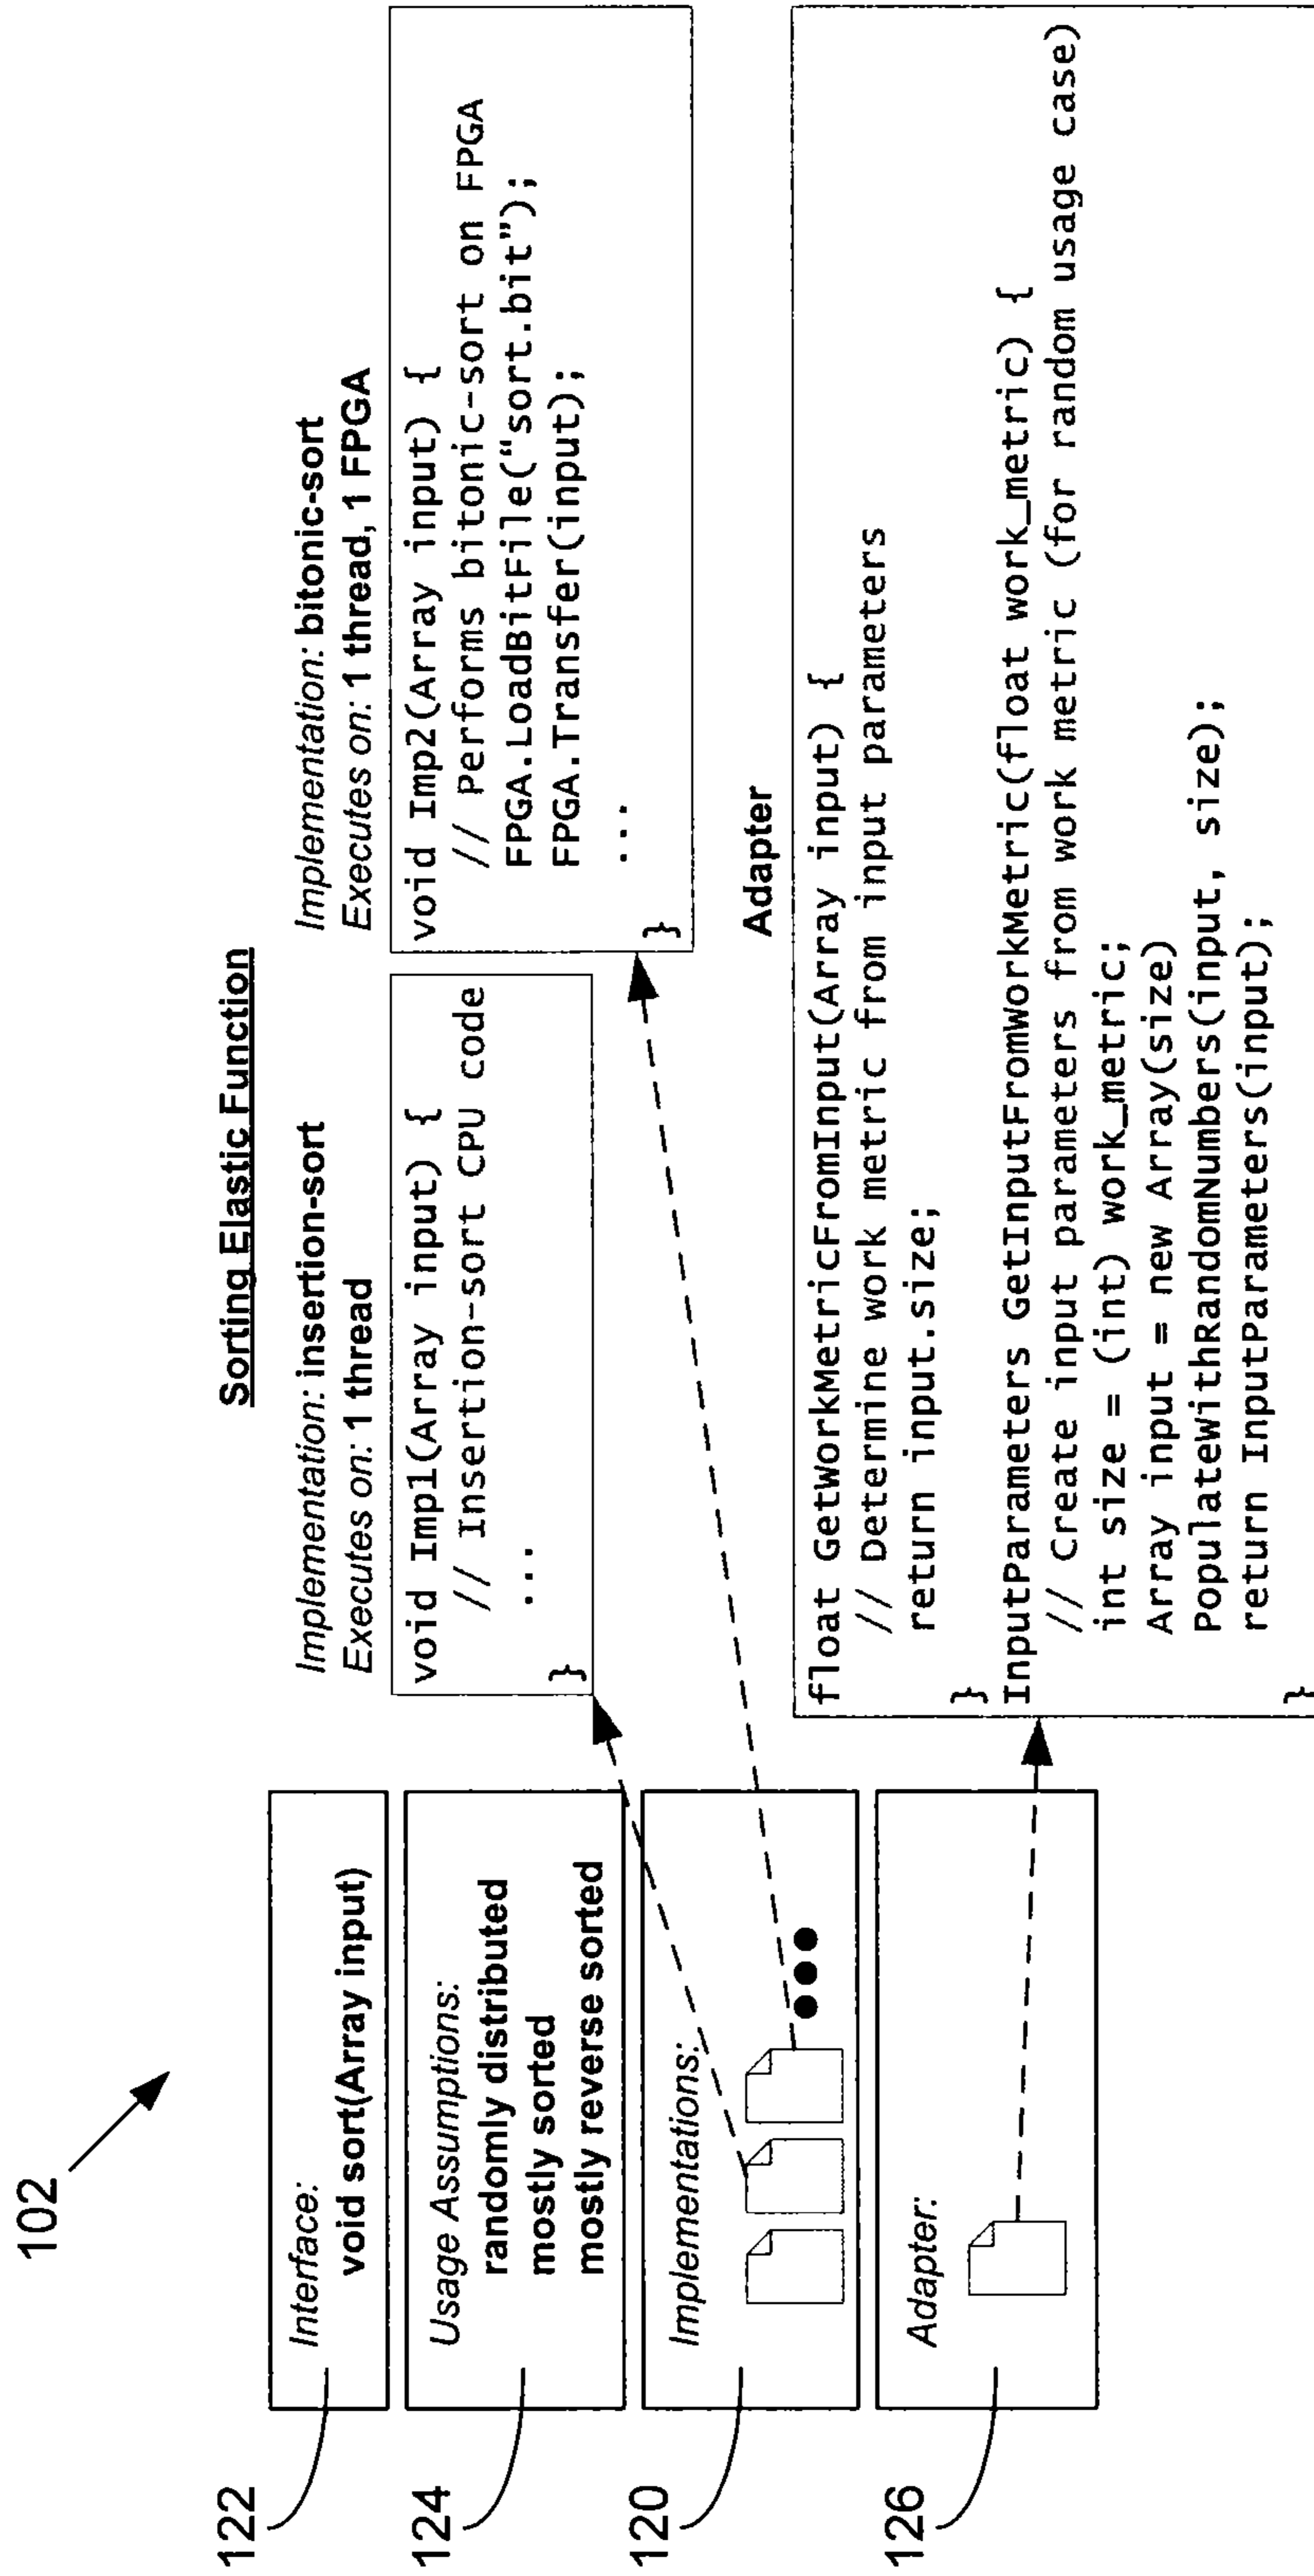 102
Sorting Elastic Function
122
Interface:
void sort(Array input)
124
Usage Assumptions:
randomly distributed
mostly sorted
mostly reverse sorted
120
Implementations:
126
Adapter:
Implementation: insertion-sort
Executes on: 1 thread
void Imp1(Array input) {
// Insertion-sort CPU code
...
}
Implementation: bitonic-sort
Executes on: 1 thread, 1 FPGA
void Imp2(Array input) {
// Performs bitonic-sort on FPGA
FPGA.LoadBitFile(“sort.bit”);
FPGA.Transfer(input);
...
}
Adapter
float GetWorkMetricFromInput(Array input) {
// Determine work metric from input parameters
return input.size;
}
InputParameters GetInputFromWorkMetric(float work_metric) {
// Create input parameters from work metric (for random usage case)
int size = (int) work_metric;
Array input = new Array(size)
PopulateWithRandomNumbers(input, size);
return InputParameters(input);
}